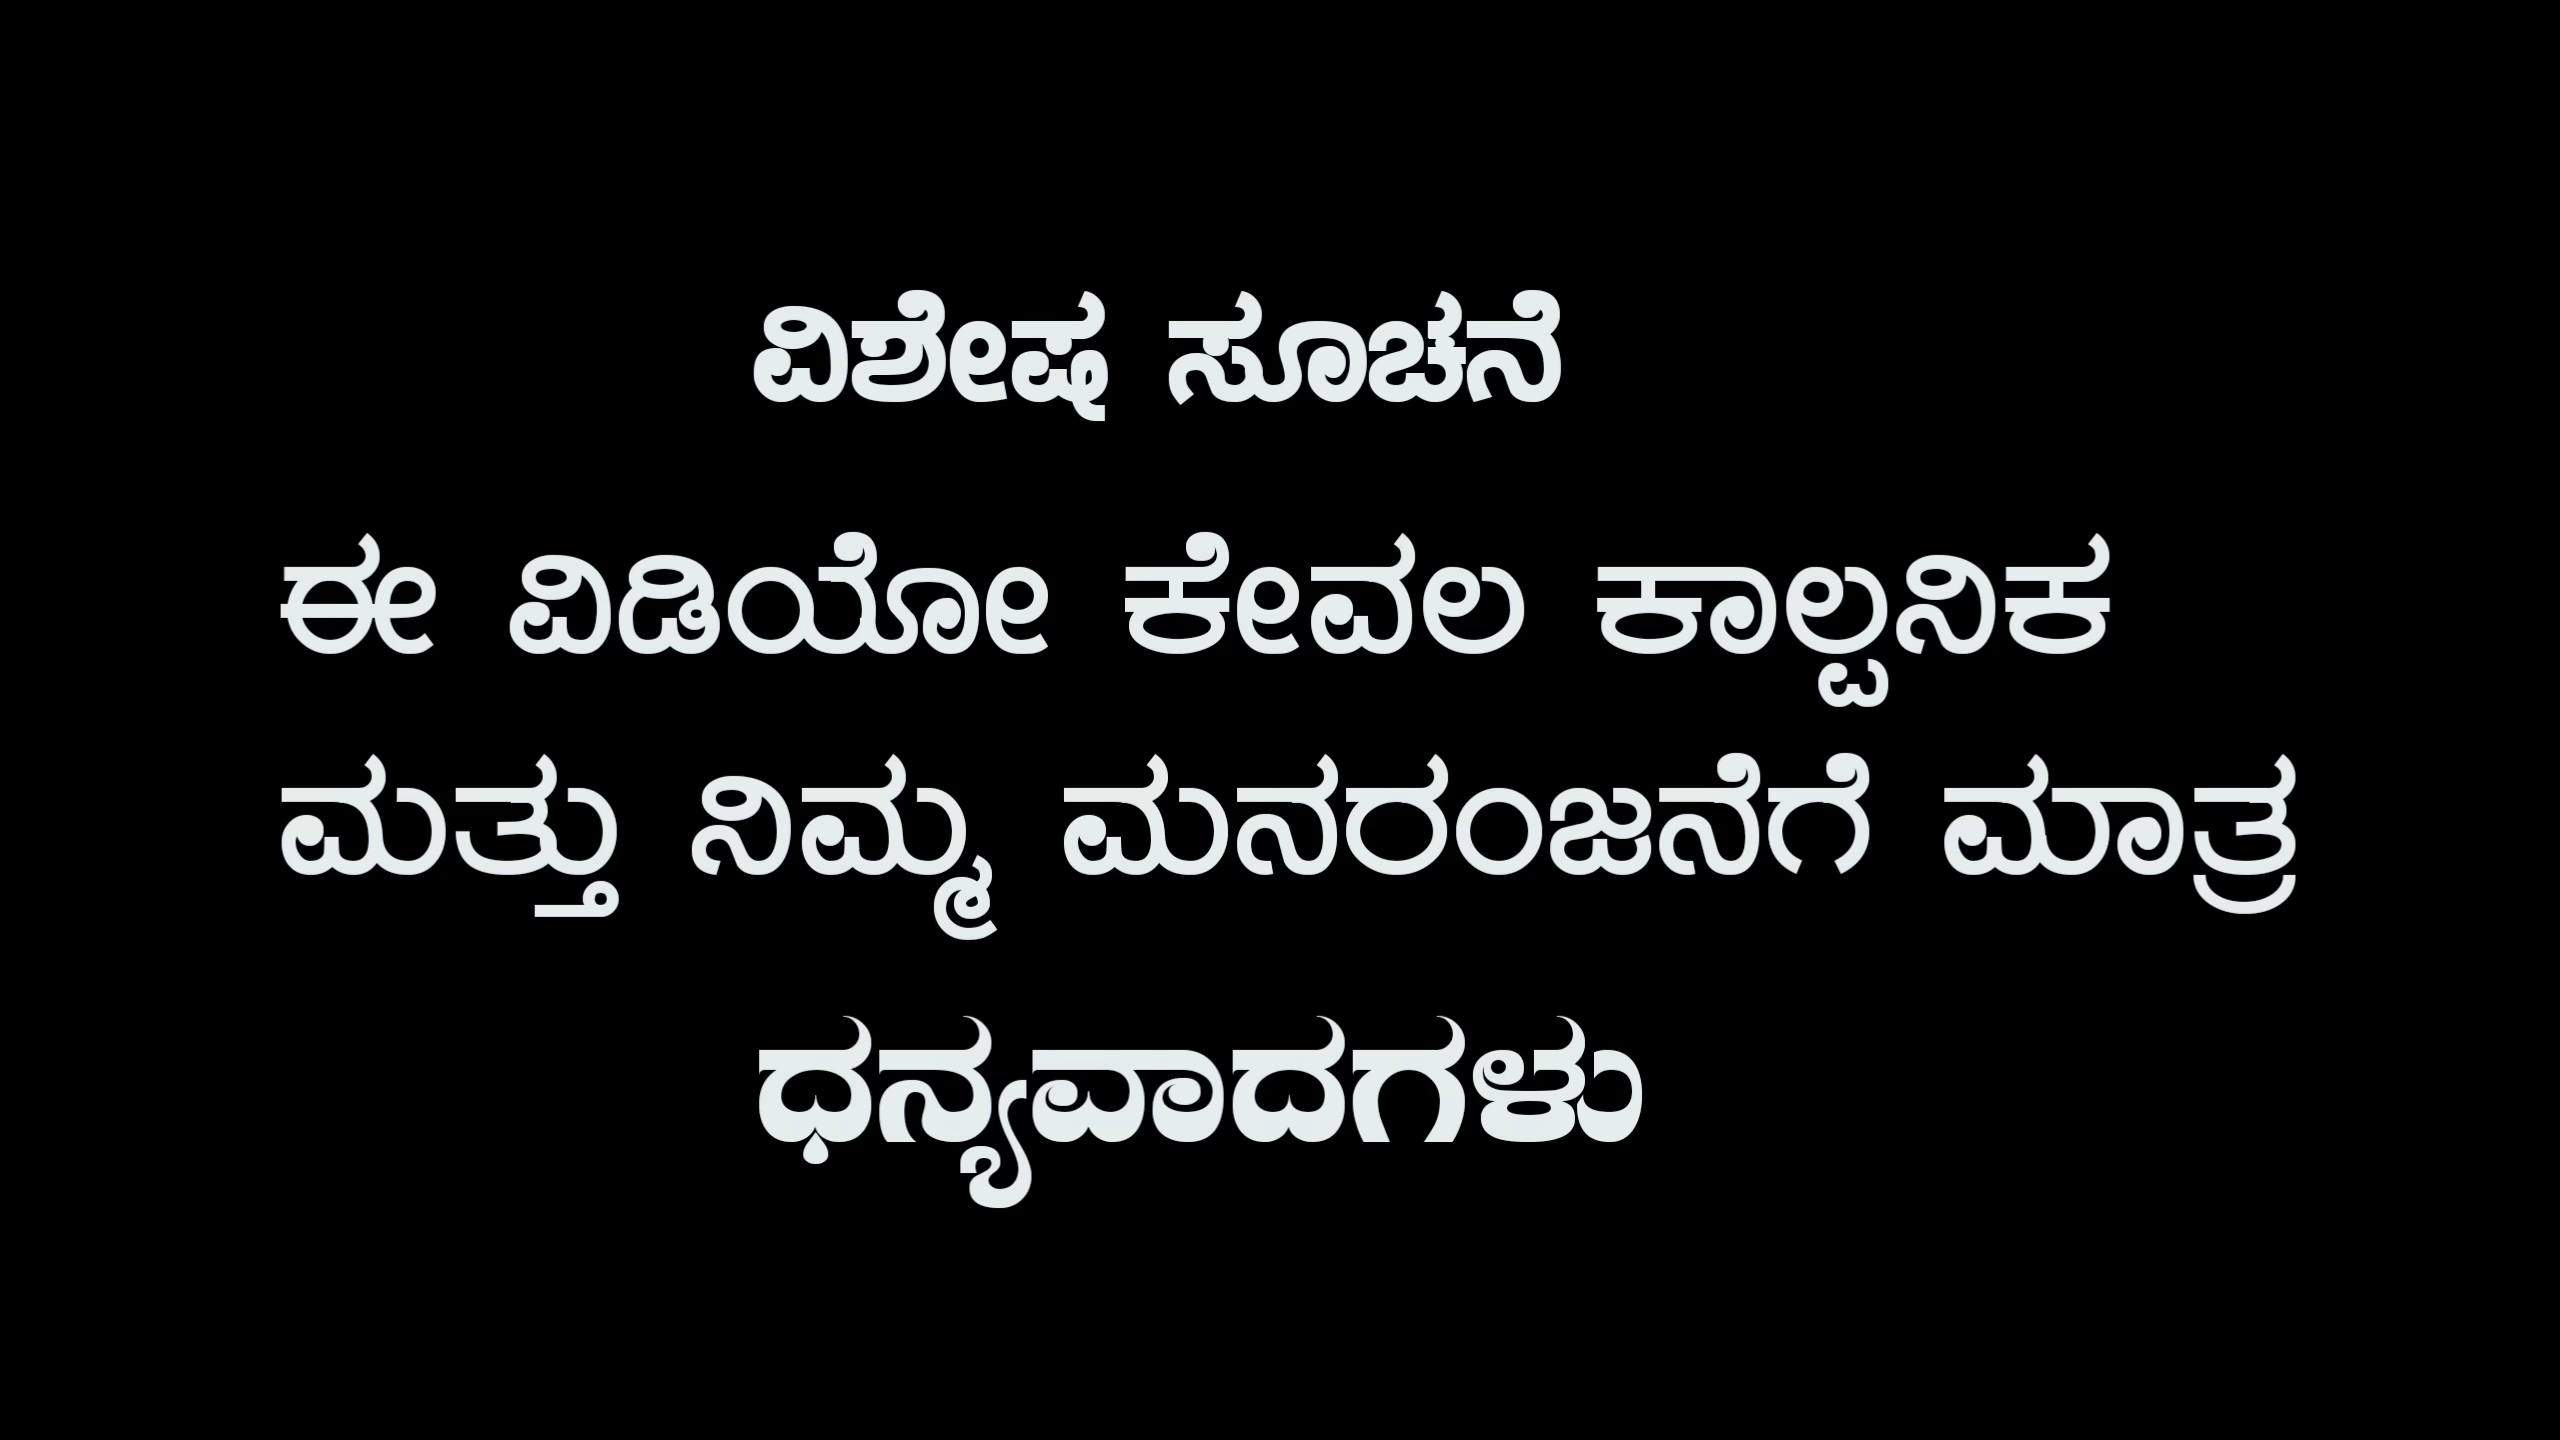 ವಿಶೇಷ ಸೂಚನೆ
ಈ ವಿಡಿಯೋ ಕೇವಲ ಕಾಲ್ಪನಿಕ
ಮತ್ತು ನಿಮ್ಮ ಮನರಂಜನೆಗೆ ಮಾತ್ರ
ಧನ್ಯವಾದಗಳು